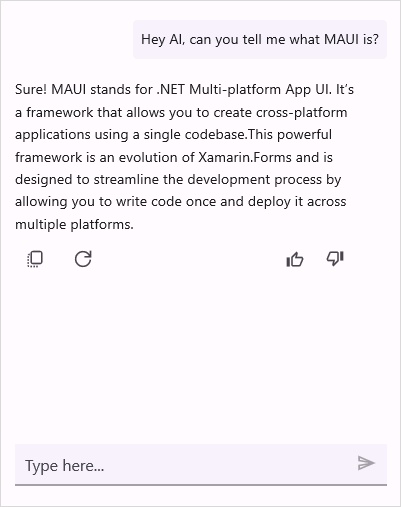 Hey AI, can you tell me what MAUI is?
Sure! MAUI stands for .NET Multi-platform App UI. It’s
a framework that allows you to create cross-platform
applications using a single codebase.This powerful
framework is an evolution of Xamarin.Forms and is
designed to streamline the development process by
allowing you to write code once and deploy it across
multiple platforms.
Type here...